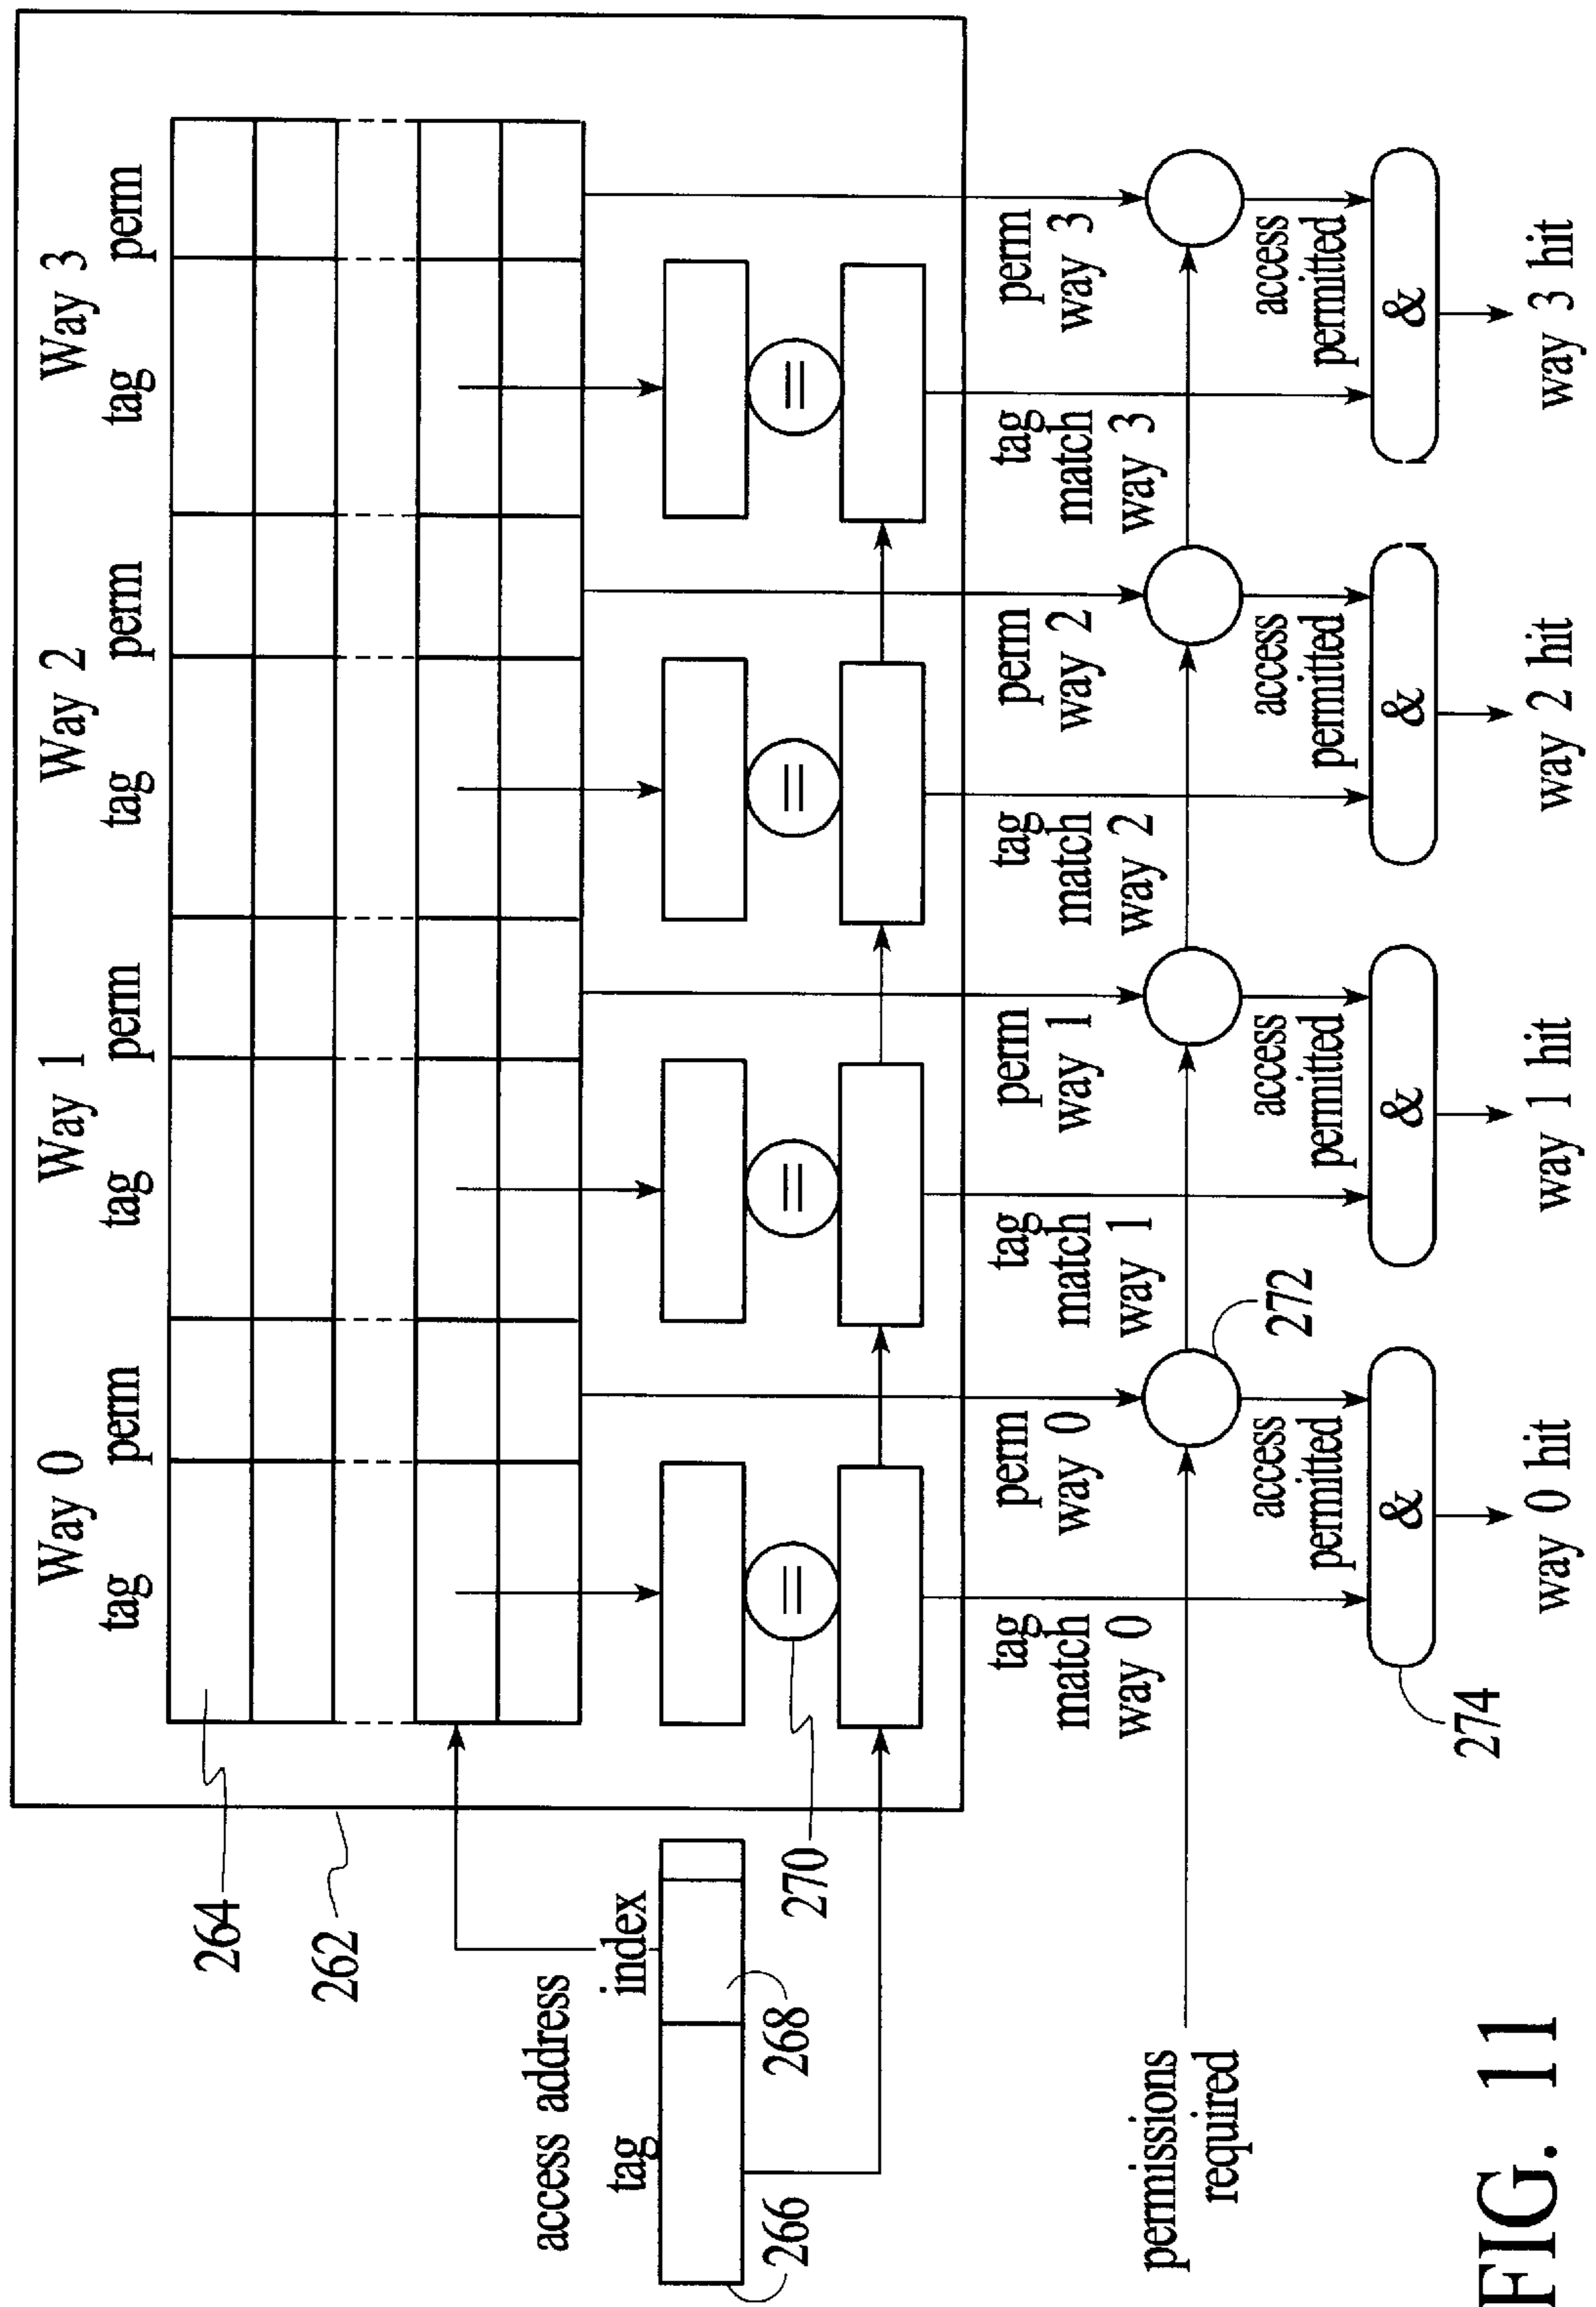 Way 0
Way 1
Way 2
Way 3
tag
perm
tag
perm
tag
perm
tag
perm
264
262
access address
tag
index
266
268
270
=
=
=
=
tag
match
way 0
perm
way 0
tag
match
way 1
perm
way 1
tag
match
way 2
perm
way 2
tag
match
way 3
perm
way 3
permissions
required
272
access
permitted
access
permitted
access
permitted
access
permitted
&
&
&
&
274
way 0 hit
way 1 hit
way 2 hit
way 3 hit
FIG. 11